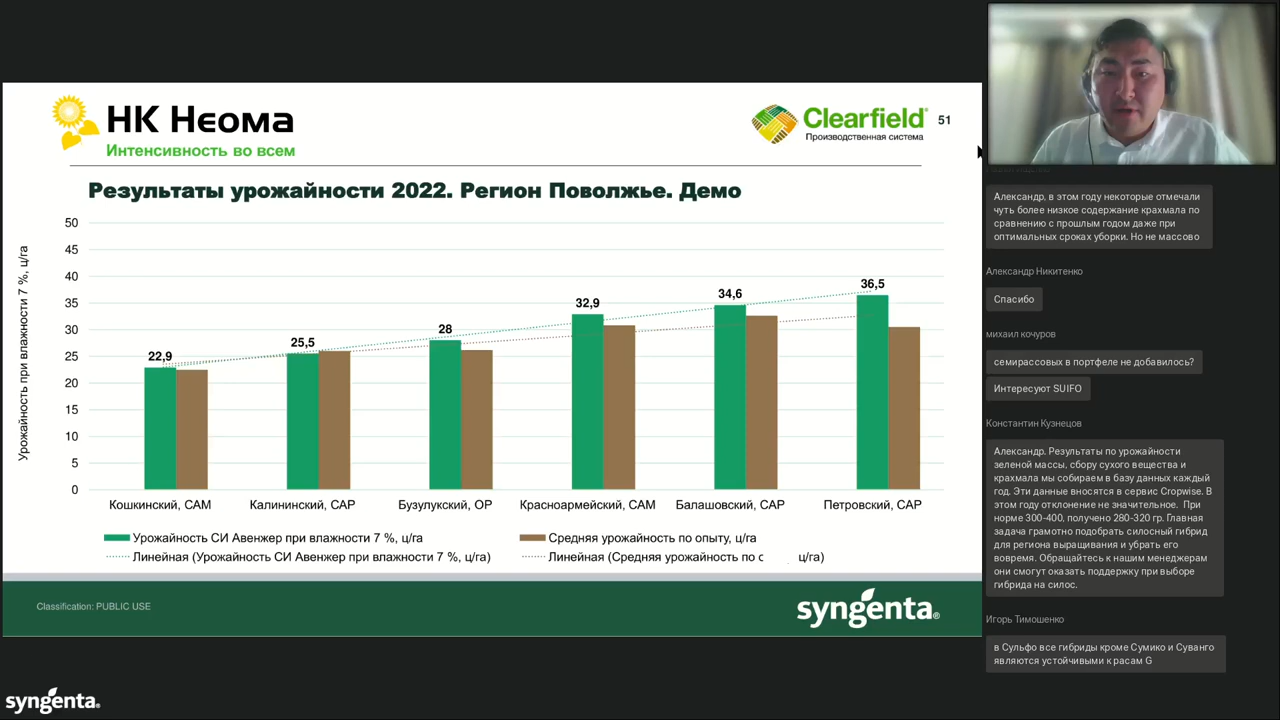 НК Неома
Интенсивность во всем
Clearfield®
Производственная система
51
Результаты урожайности 2022. Регион Поволжье. Демо
Урожайность при влажности 7 %, ц/га
50
45
40
35
30
25
20
15
10
5
0
22,9
25,5
28
32,9
34,6
36,5
Кошкинский, САМ
Калининский, САР
Бузулукский, ОР
Красноармейский, САМ
Балашовский, САР
Петровский, САР
Урожайность СИ Авенжер при влажности 7 %, ц/га
Средняя урожайность по опыту, ц/га
Линейная (Урожайность СИ Авенжер при влажности 7 %, ц/га)
Линейная (Средняя урожайность по с ц/га)
Classification: PUBLIC USE
syngenta®
syngenta®
Александр, в этом году некоторые отмечали
чуть более низкое содержание крахмала по
сравнению с прошлым годом даже при
оптимальных сроках уборки. Но не массово
Александр Никитенко
Спасибо
михаил кочуров
семирассовых в портфеле не добавилось?
Интересуют SUIFO
Константин Кузнецов
Александр. Результаты по урожайности
зеленой массы, сбору сухого вещества и
крахмала мы собираем в базу данных каждый
год. Эти данные вносятся в сервис Cropwise. В
этом году отклонение не значительное. При
норме 300-400, получено 280-320 гр. Главная
задача грамотно подобрать силосный гибрид
для региона выращивания и убрать его
вовремя. Обращайтесь к нашим менеджерам
они смогут оказать поддержку при выборе
гибрида на силос.
Игорь Тимошенко
в Сульфо все гибриды кроме Сумико и Суванго
являются устойчивыми к расам G